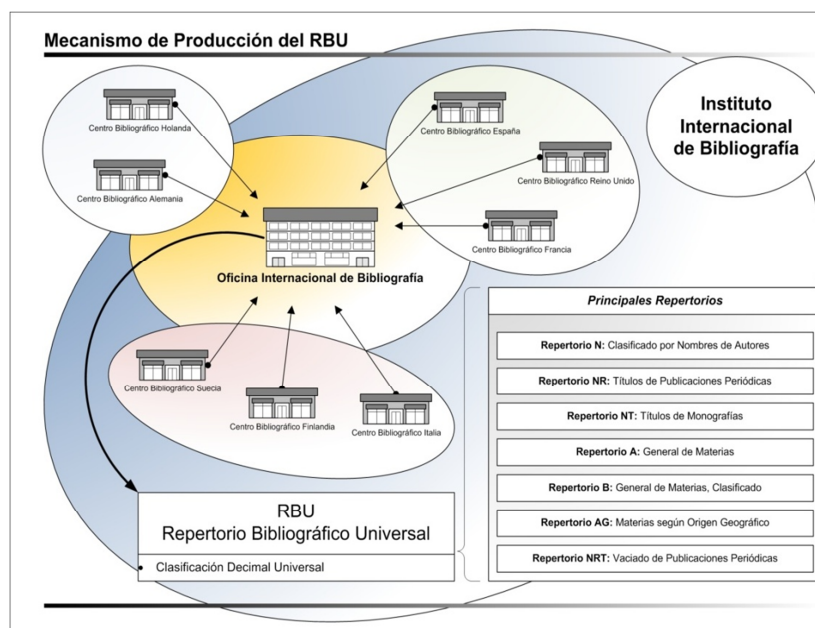 Mecanismo de Producción del RBU
Centro Bibliográfico Holanda
Centro Bibliográfico Alemania
Centro Bibliográfico España
Centro Bibliográfico Reino Unido
Centro Bibliográfico Francia
Instituto
Internacional
de Bibliografía
Oficina Internacional de Bibliografía
Centro Bibliográfico Suecia
Centro Bibliográfico Finlandia
Centro Bibliográfico Italia
RBU
Repertorio Bibliográfico Universal
Clasificación Decimal Universal
Principales Repertorios
Repertorio N: Clasificado por Nombres de Autores
Repertorio NR: Títulos de Publicaciones Periódicas
Repertorio NT: Títulos de Monografías
Repertorio A: General de Materias
Repertorio B: General de Materias, Clasificado
Repertorio AG: Materias según Origen Geográfico
Repertorio NRT: Vaciado de Publicaciones Periódicas